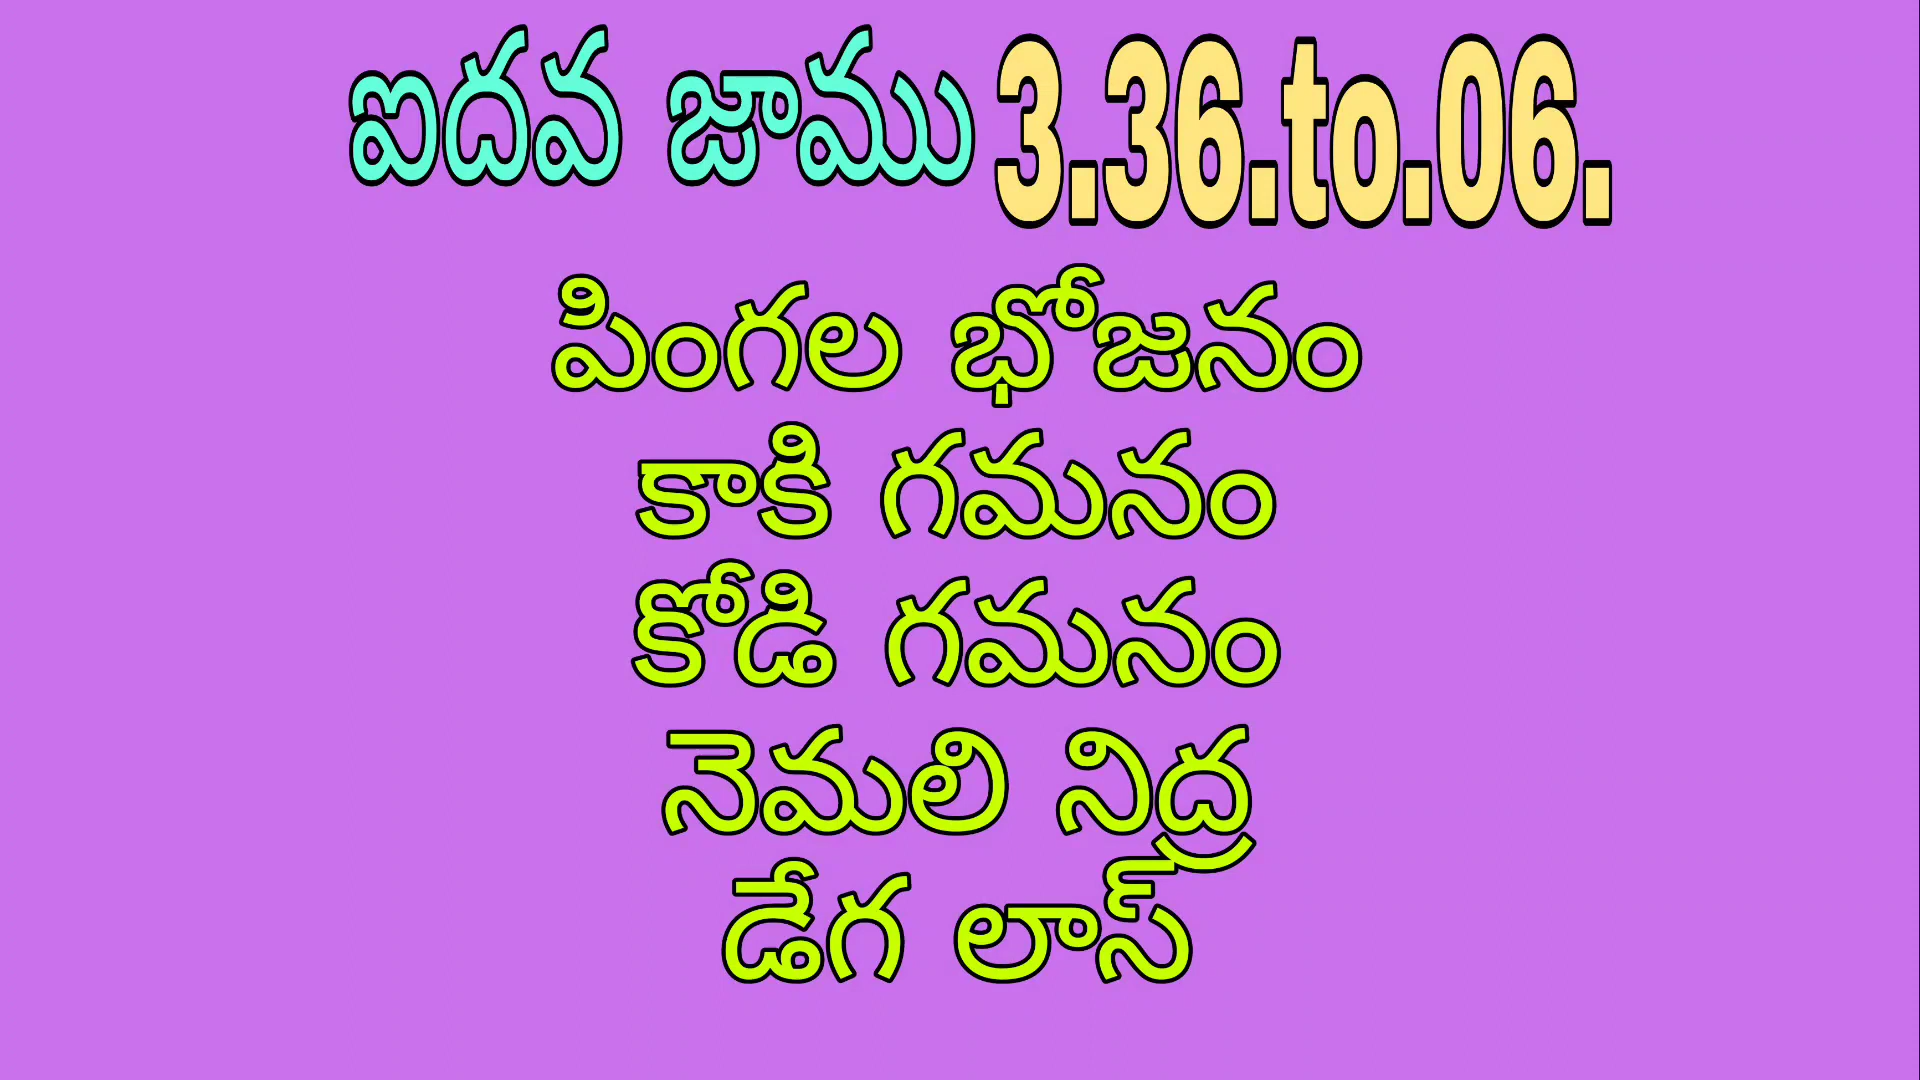 ఐదవ జాము 3.36.to.06.
పింగల భోజనం
కాకి గమనం
కోడి గమనం
నెమలి నిద్ర
డేగ లాస్